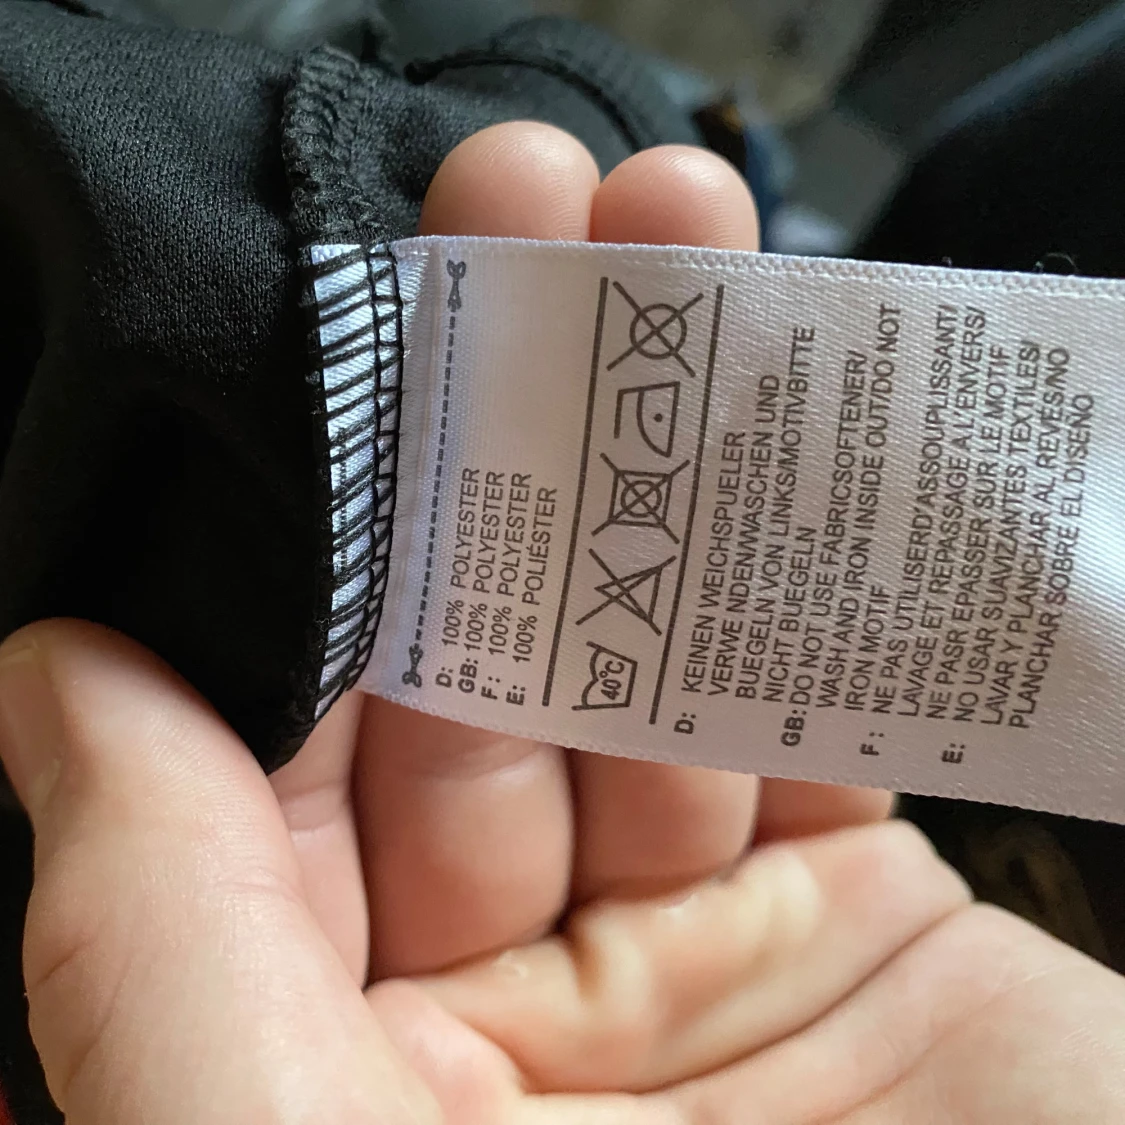 D: 100% POLYESTER
GB: 100% POLYESTER
F: 100% POLYESTER
E: 100% POLIÉSTER
40°C
D: KEINEN WEICHSPUELER
VERWE NDENWASCHEN UND
BUEGELN VON LINKS/MOTIVBITTE
NICHT BUEGELN
GB: DO NOT USE FABRICSOFTENER/
WASH AND IRON INSIDE OUT/DO NOT
IRON MOTIF
F: NE PAS UTILISERD'ASSOUPLISSANT/
LAVAGE ET REPASSAGE A L'ENVERS/
NE PASR EPASSER SUR LE MOTIF
E: NO USAR SUAVIZANTES TEXTILES/
LAVAR Y PLANCHAR AL REVES/NO
PLANCHAR SOBRE EL DISEÑO